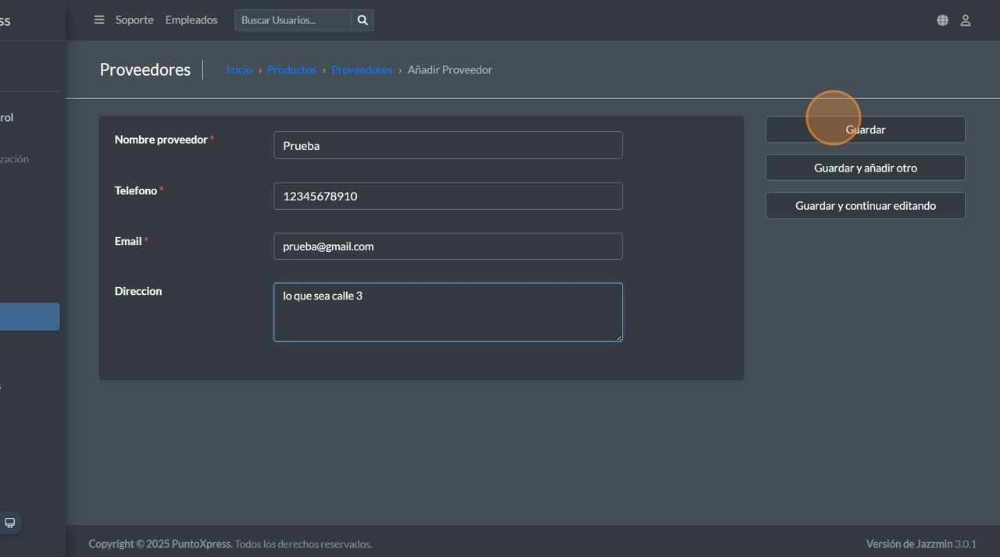 ss
Soporte
Empleados
Buscar Usuarios...
rol
zación
s
Proveedores
Inicio › Productos › Proveedores › Añadir Proveedor
Nombre proveedor *
Prueba
Telefono *
12345678910
Email *
prueba@gmail.com
Direccion
lo que sea calle 3
Guardar
Guardar y añadir otro
Guardar y continuar editando
Copyright © 2025 PuntoXpress. Todos los derechos reservados.
Versión de Jazzmin 3.0.1